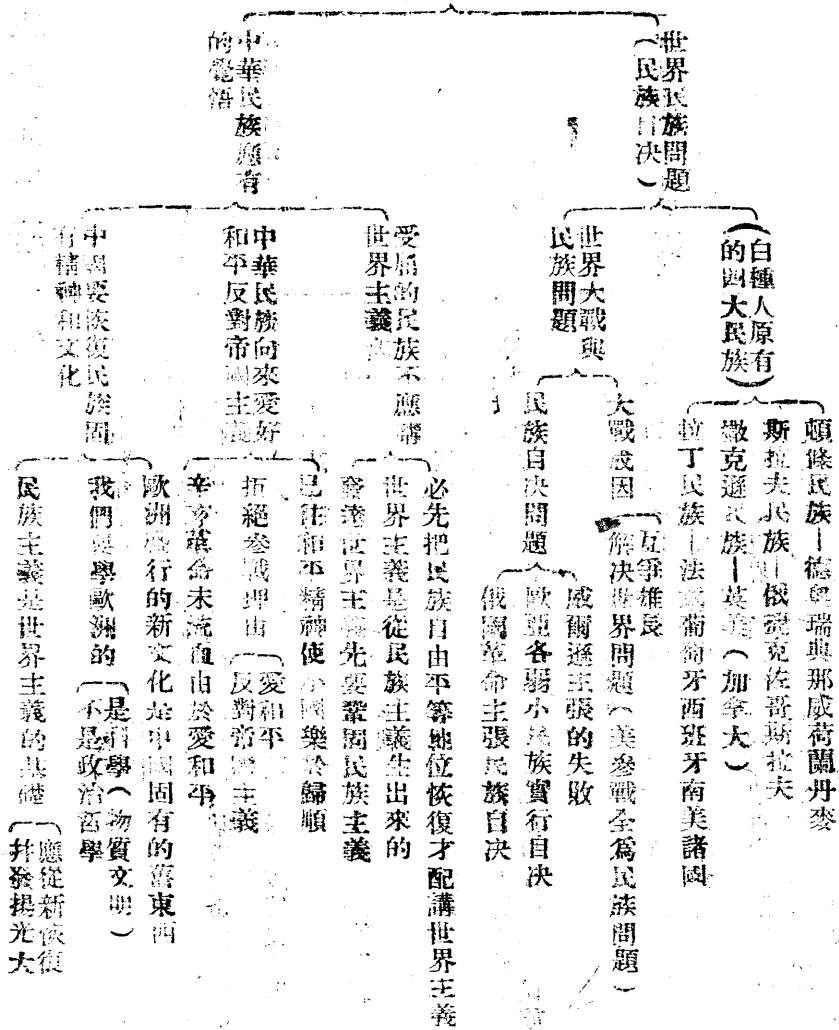 世界民族問題
(民族自决)
(白種人原有
的四大民族)
頓條民族—德奧瑞典那威荷蘭丹麥
斯拉夫民族—俄捷克佐哥斯拉夫
撒克遜民族—英美(加拿大)
拉丁民族—法意葡萄牙西班牙南美諸國
世界大戰與
民族問題
大戰成因
互爭雄長
解决世界問題(美參戰全爲民族問題)
民族自决問題
威爾遜主張的失敗
歐亞各弱小民族實行自决
俄國革命主張民族自决
中華民族應有
的覺悟
受屈的民族不應講
世界主義
必先把民族自由平等地位恢復才配講世界主義
世界主義是從民族主義生出來的
發達世界主義先要鞏固民族主義
中華民族向來愛好
和平反對帝國主義
已往和平精神使小國樂於歸順
拒絕參戰理由
愛和平
反對帝國主義
辛亥革命未流血由於愛和平
中國要恢復民族固
有精神和文化
歐洲盛行的新文化是中國固有的舊東西
我們要學歐洲的
是科學(物質文明)
不是政治哲學
民族主義是世界主義的基礎
應從新恢復
并發揚光大